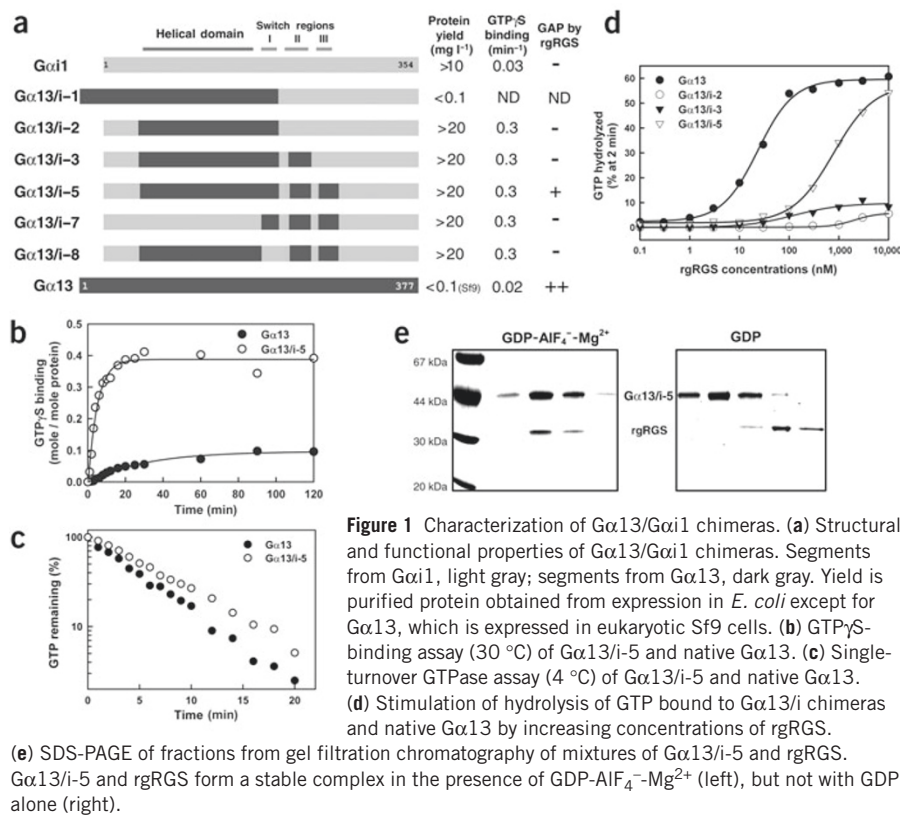 a
Helical domain
Switch regions
I II III
Protein yield (mg l⁻¹)
GTPγS binding (min⁻¹)
GAP by rgRGS
Gαi1 1 354 >10 0.03 -
Gα13/i-1 <0.1 ND ND
Gα13/i-2 >20 0.3 -
Gα13/i-3 >20 0.3 -
Gα13/i-5 >20 0.3 +
Gα13/i-7 >20 0.3 -
Gα13/i-8 >20 0.3 -
Gα13 1 377 <0.1(Sf9) 0.02 ++
d
GTP hydrolyzed
(% at 2 min)
60
50
40
30
20
10
0
Gα13
Gα13/i-2
Gα13/i-3
Gα13/i-5
0.1 1 10 100 1,000 10,000
rgRGS concentrations (nM)
b
GTPγS binding
(mole / mole protein)
0.5
0.4
0.3
0.2
0.1
0.0
Gα13
Gα13/i-5
0 20 40 60 80 100 120
Time (min)
e
GDP-AlF₄⁻-Mg²⁺
GDP
67 kDa
44 kDa
30 kDa
20 kDa
Gα13/i-5
rgRGS
c
GTP remaining (%)
100
10
Gα13
Gα13/i-5
0 5 10 15 20
Time (min)
Figure 1 Characterization of Gα13/Gαi1 chimeras. (a) Structural
and functional properties of Gα13/Gαi1 chimeras. Segments
from Gαi1, light gray; segments from Gα13, dark gray. Yield is
purified protein obtained from expression in E. coli except for
Gα13, which is expressed in eukaryotic Sf9 cells. (b) GTPγS-
binding assay (30 °C) of Gα13/i-5 and native Gα13. (c) Single-
turnover GTPase assay (4 °C) of Gα13/i-5 and native Gα13.
(d) Stimulation of hydrolysis of GTP bound to Gα13/i chimeras
and native Gα13 by increasing concentrations of rgRGS.
(e) SDS-PAGE of fractions from gel filtration chromatography of mixtures of Gα13/i-5 and rgRGS.
Gα13/i-5 and rgRGS form a stable complex in the presence of GDP-AlF₄⁻-Mg²⁺ (left), but not with GDP
alone (right).